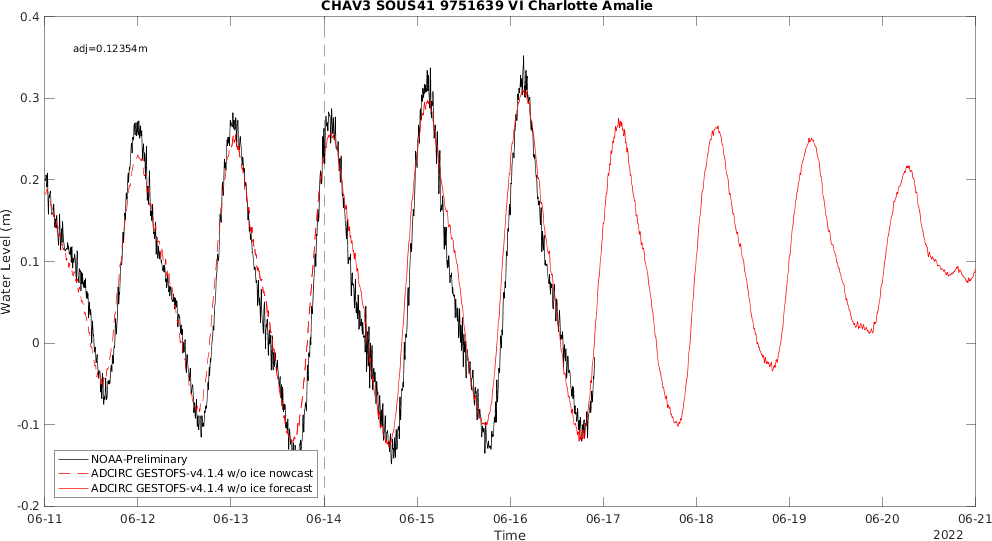 CHAV3 SOUS41 9751639 VI Charlotte Amalie
adj=0.12354m
0.4
0.3
0.2
0.1
0
-0.1
-0.2
Water Level (m)
NOAA-Preliminary
ADCIRC GESTOFS-v4.1.4 w/o ice nowcast
ADCIRC GESTOFS-v4.1.4 w/o ice forecast
06-11 06-12 06-13 06-14 06-15 06-16 06-17 06-18 06-19 06-20 06-21
Time
2022